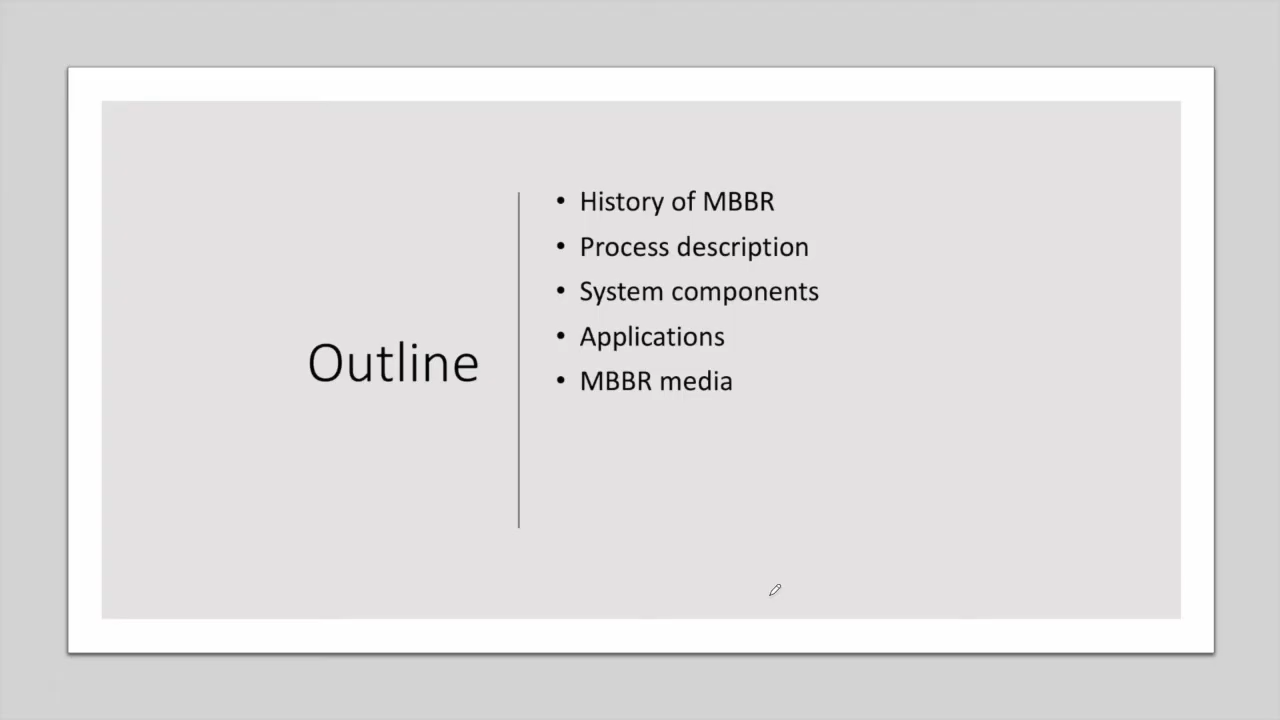 Outline
• History of MBBR
• Process description
• System components
• Applications
• MBBR media